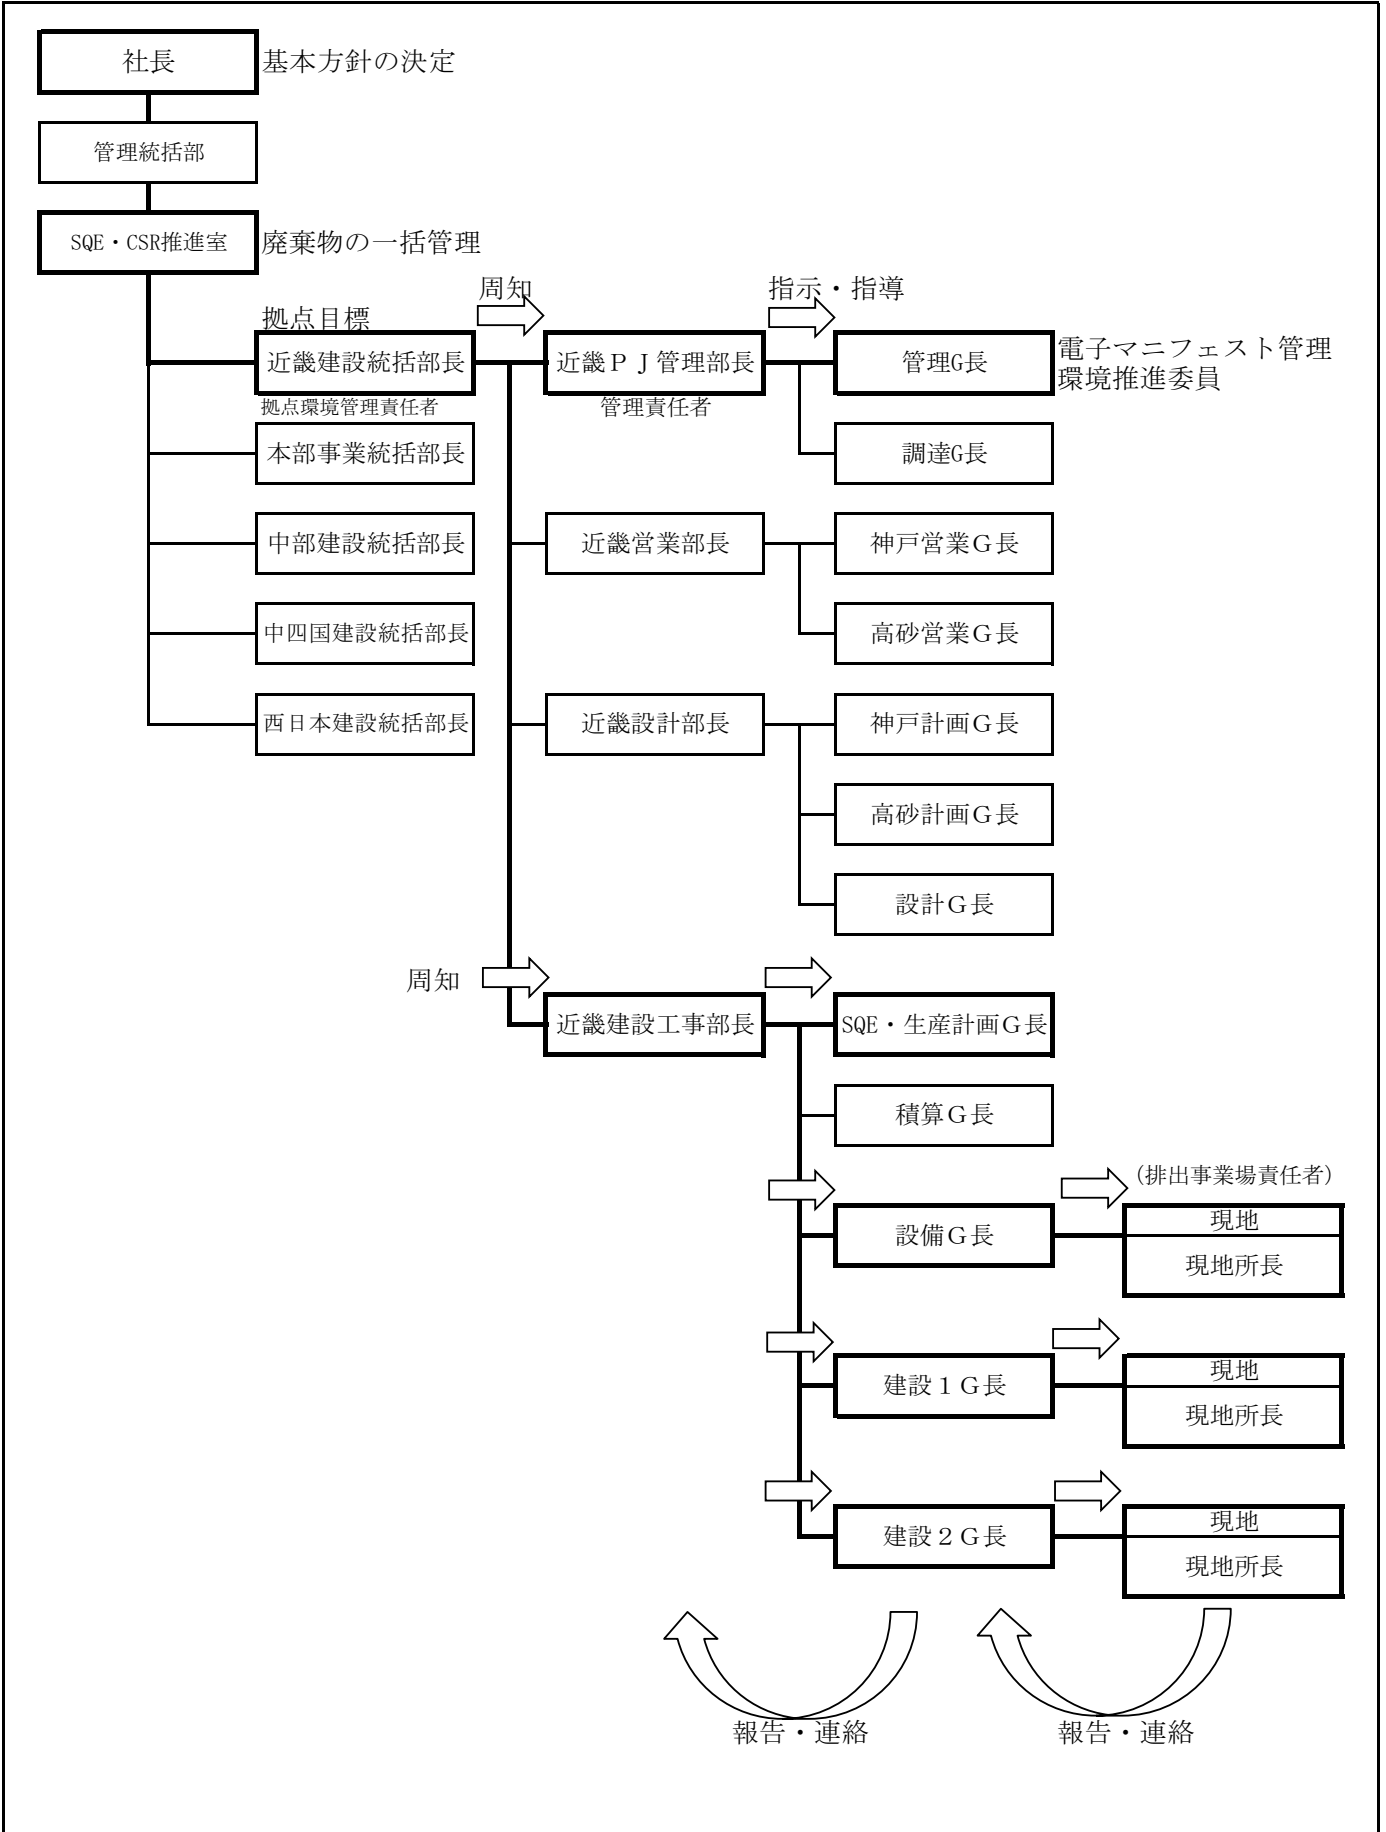 社長
基本方針の決定
管理統括部
SQE・CSR推進室
廃棄物の一括管理
周知
指示・指導
拠点目標
近畿建設統括部長
近畿ＰＪ管理部長
管理G長
電子マニフェスト管理
環境推進委員
拠点環境管理責任者
管理責任者
本部事業統括部長
調達G長
中部建設統括部長
近畿営業部長
神戸営業Ｇ長
中四国建設統括部長
高砂営業Ｇ長
西日本建設統括部長
近畿設計部長
神戸計画Ｇ長
高砂計画Ｇ長
設計Ｇ長
周知
近畿建設工事部長
SQE・生産計画Ｇ長
積算Ｇ長
(排出事業場責任者)
設備Ｇ長
現地
現地所長
建設１Ｇ長
現地
現地所長
建設２Ｇ長
現地
現地所長
報告・連絡
報告・連絡